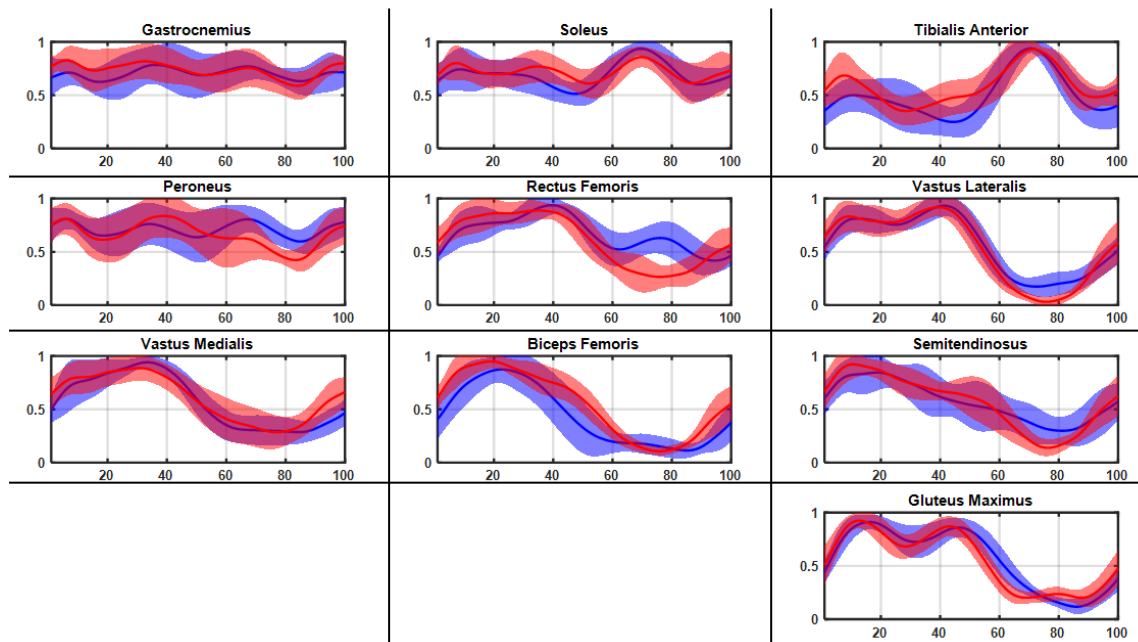 Gastrocnemius Soleus Tibialis Anterior
1 1 1
0.5 0.5 0.5
0 0 0
20 40 60 80 100 20 40 60 80 100 20 40 60 80 100
Peroneus Rectus Femoris Vastus Lateralis
1 1 1
0.5 0.5 0.5
0 0 0
20 40 60 80 100 20 40 60 80 100 20 40 60 80 100
Vastus Medialis Biceps Femoris Semitendinosus
1 1 1
0.5 0.5 0.5
0 0 0
20 40 60 80 100 20 40 60 80 100 20 40 60 80 100
Gluteus Maximus
1
0.5
0
20 40 60 80 100